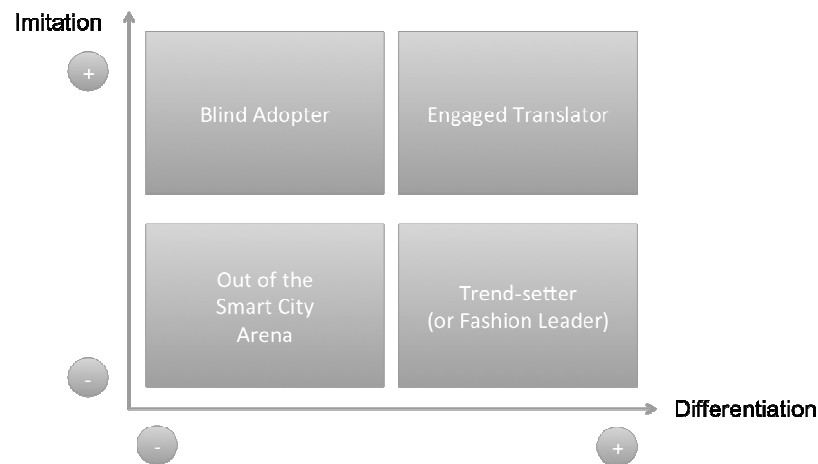 Imitation
+
Blind Adopter
Engaged Translator
Out of the
Smart City
Arena
Trend-setter
(or Fashion Leader)
-
Differentiation
-
+